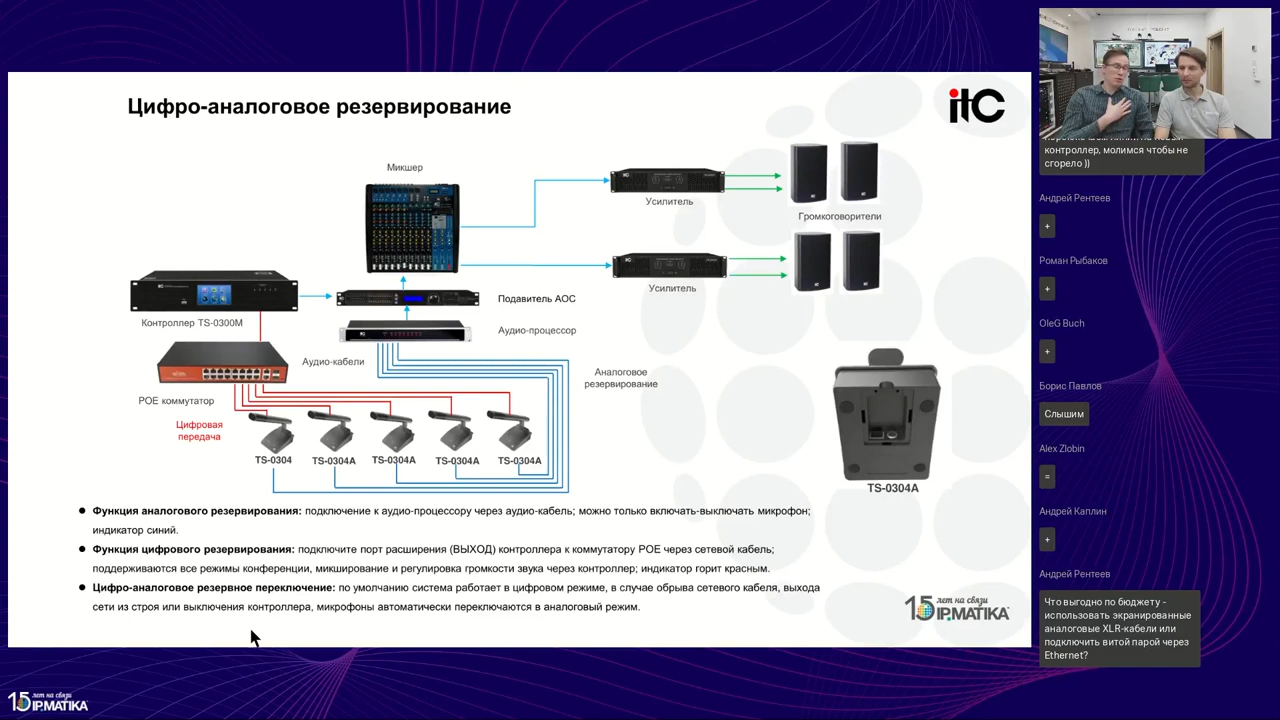 Цифро-аналоговое резервирование
itc
Микшер
Усилитель
Громкоговорители
Усилитель
Контроллер TS-0300M
Подавитель АОС
Аудио-процессор
Аудио-кабели
Аналоговое
резервирование
POE коммутатор
Цифровая
передача
TS-0304
TS-0304A
TS-0304A
TS-0304A
TS-0304A
TS-0304A
● Функция аналогового резервирования: подключение к аудио-процессору через аудио-кабель; можно только включать-выключать микрофон;
индикатор синий.
● Функция цифрового резервирования: подключите порт расширения (ВЫХОД) контроллера к коммутатору POE через сетевой кабель;
поддерживаются все режимы конференции, микширование и регулировка громкости звука через контроллер; индикатор горит красным.
● Цифро-аналоговое резервное переключение: по умолчанию система работает в цифровом режиме, в случае обрыва сетевого кабеля, выхода
сети из строя или выключения контроллера, микрофоны автоматически переключаются в аналоговый режим.
15 лет на связи
IPMATIKA
15 лет на связи
IPMATIKA
контроллер, молимся чтобы не
сгорело ))
Андрей Рентеев
+
Роман Рыбаков
+
OleG Buch
+
Борис Павлов
Слышим
Alex Zlobin
=
Андрей Каплин
+
Андрей Рентеев
Что выгодно по бюджету -
использовать экранированные
аналоговые XLR-кабели или
подключить витой парой через
Ethernet?